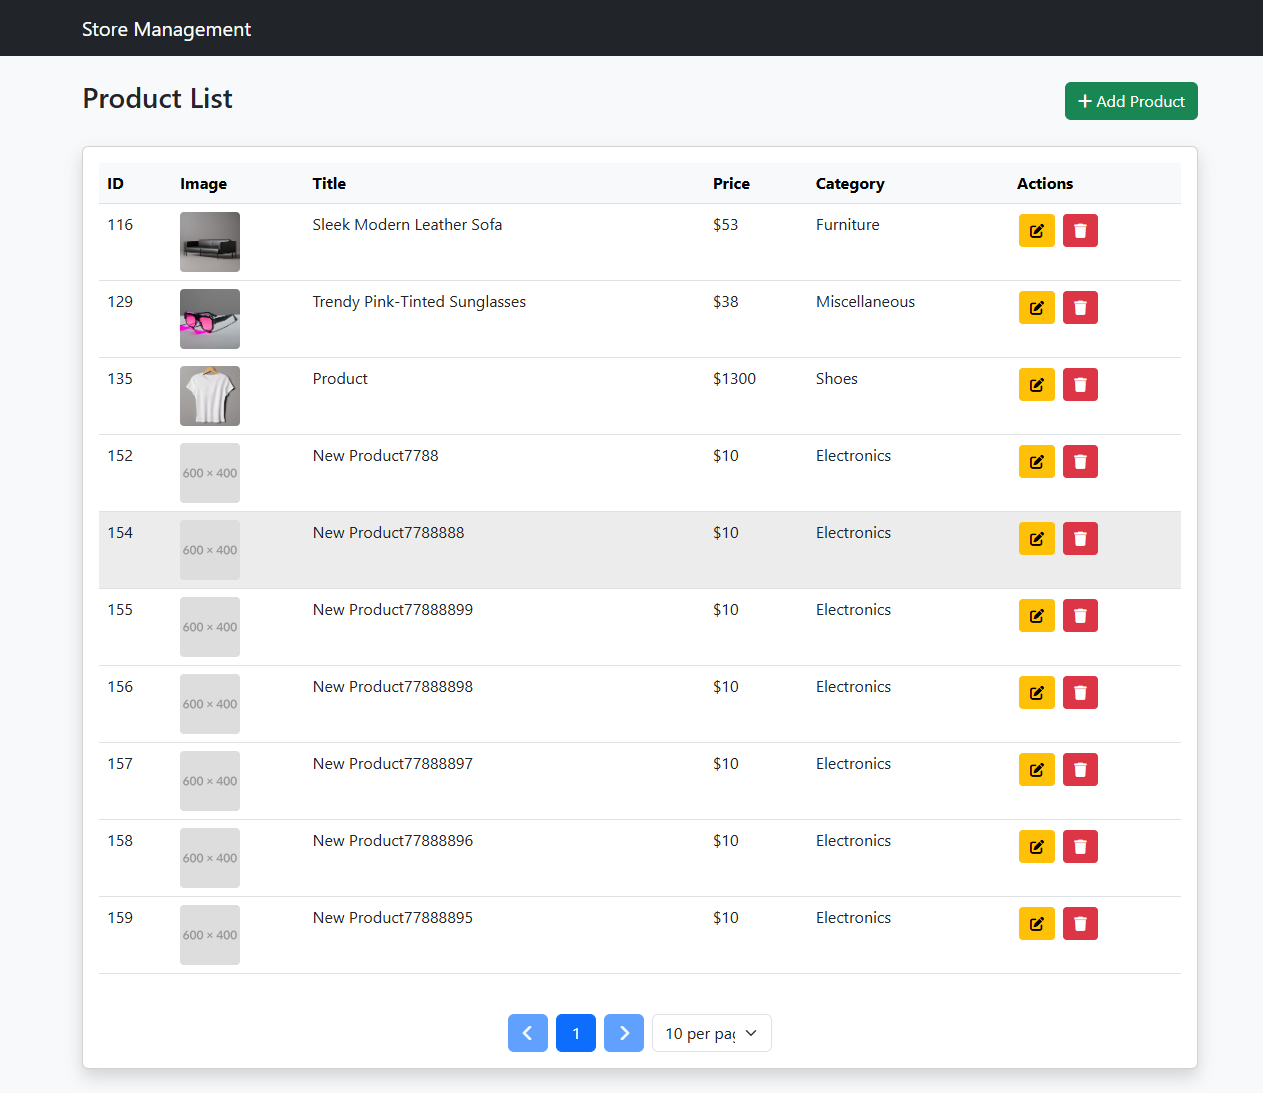 Store Management
Product List
Add Product
ID Image Title Price Category Actions
116 Sleek Modern Leather Sofa $53 Furniture
129 Trendy Pink-Tinted Sunglasses $38 Miscellaneous
135 Product $1300 Shoes
152 600 × 400 New Product7788 $10 Electronics
154 600 × 400 New Product7788888 $10 Electronics
155 600 × 400 New Product77888899 $10 Electronics
156 600 × 400 New Product77888898 $10 Electronics
157 600 × 400 New Product77888897 $10 Electronics
158 600 × 400 New Product77888896 $10 Electronics
159 600 × 400 New Product77888895 $10 Electronics
1 10 per pa